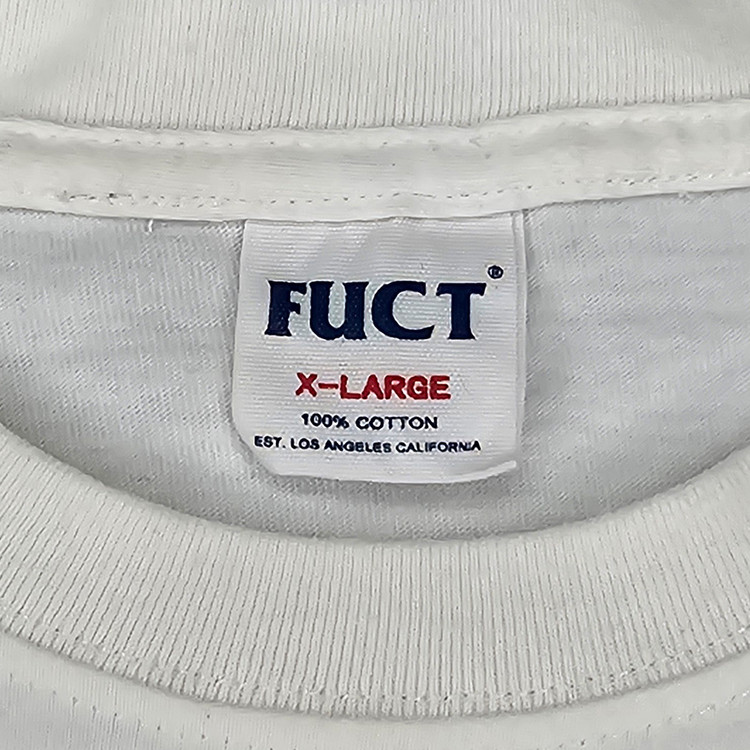 FUCT®
X-LARGE
100% COTTON
EST. LOS ANGELES CALIFORNIA